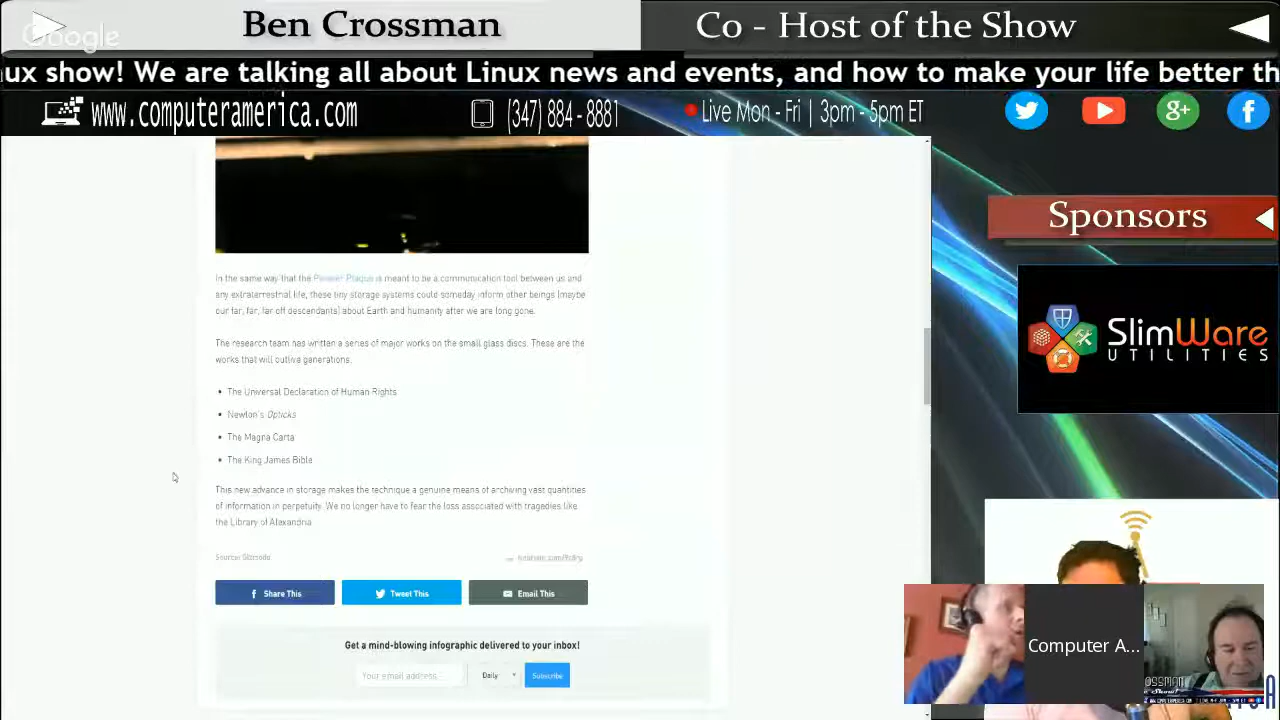 Google
Ben Crossman
Co - Host of the Show
ux show! We are talking all about Linux news and events, and how to make your life better th
www.computeramerica.com
(347) 884 - 8881
Live Mon - Fri | 3pm - 5pm ET
Sponsors
SlimWare
UTILITIES
In the same way that the Pioneer Plaque is meant to be a communication tool between us and
any extraterrestrial life, these tiny storage systems could someday inform other beings (maybe
our far, far, far off descendants) about Earth and humanity after we are long gone.
The research team has written a series of major works on the small glass discs. These are the
works that will outlive generations.
• The Universal Declaration of Human Rights
• Newton's Opticks
• The Magna Carta
• The King James Bible
This new advance in storage makes the technique a genuine means of archiving vast quantities
of information in perpetuity. We no longer have to fear the loss associated with tragedies like
the Library of Alexandria
Source: Gizmodo
Share This
Tweet This
Email This
Get a mind-blowing infographic delivered to your inbox!
Your email address...
Daily
Subscribe
Computer A...